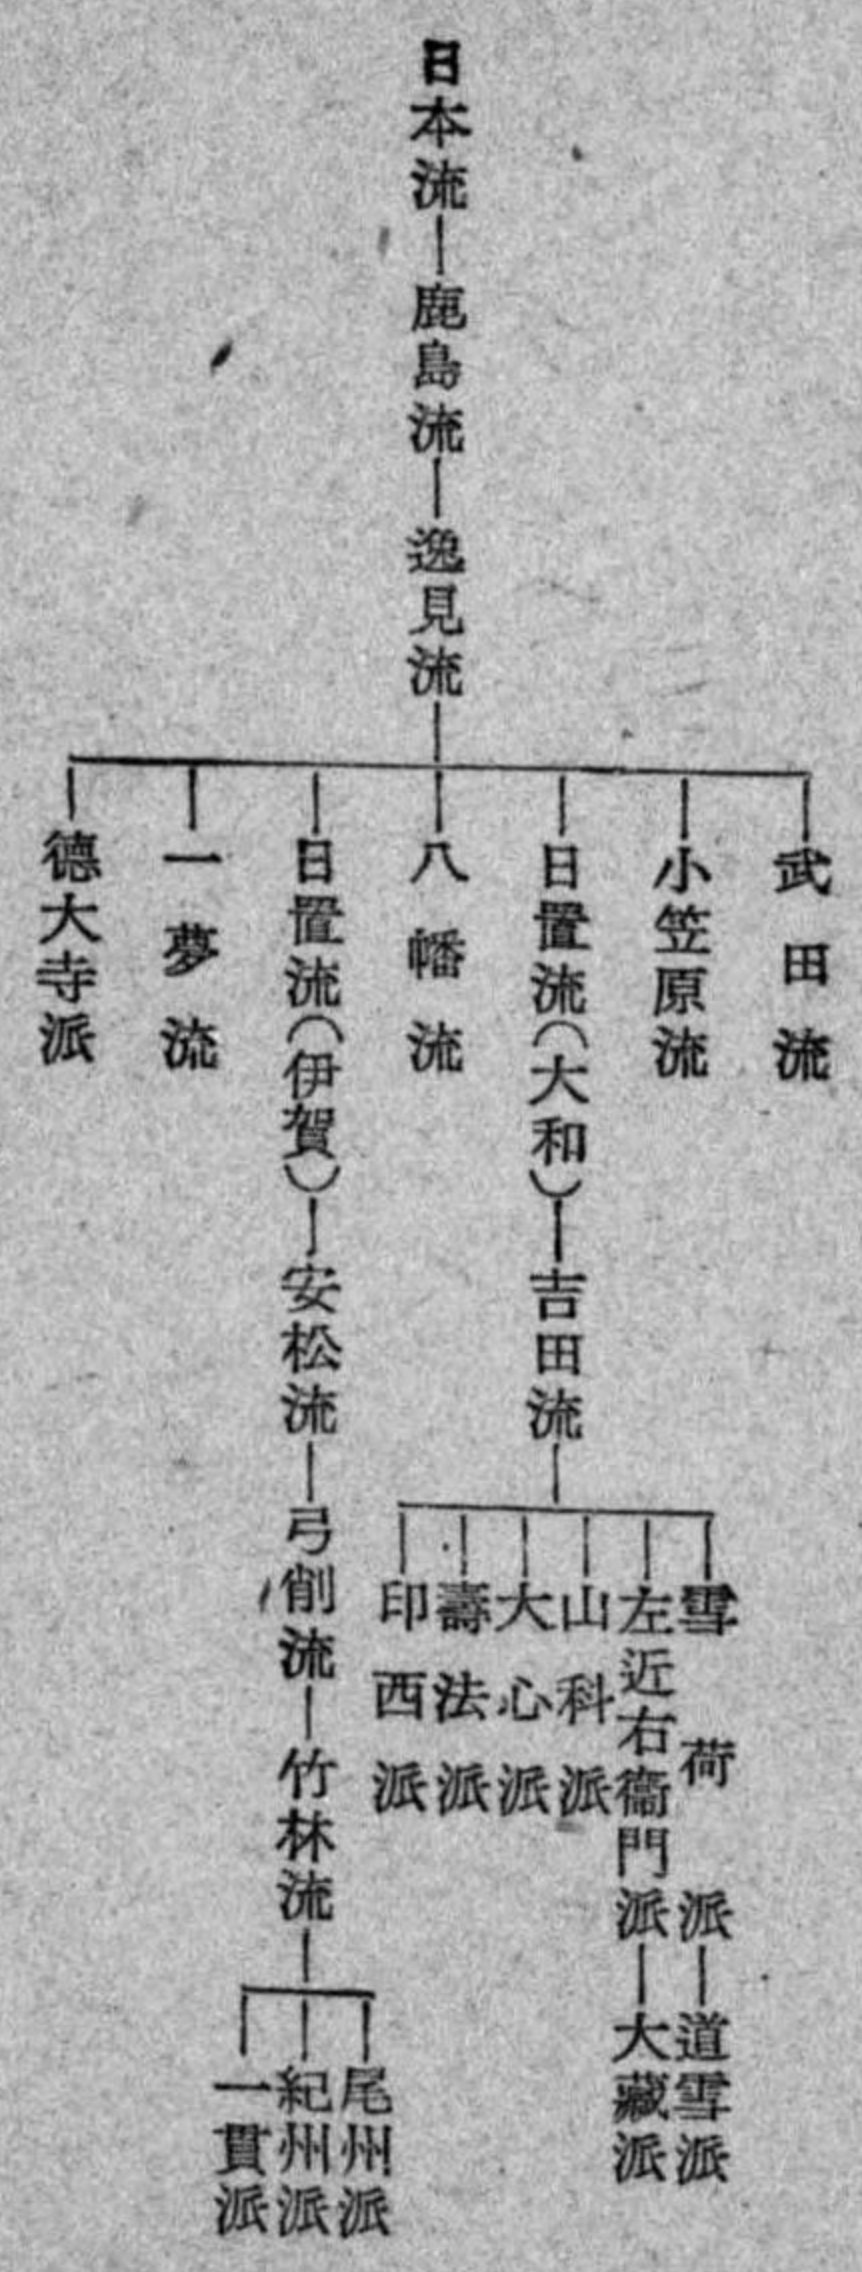 日本流
鹿島流
逸見流
武田流
小笠原流
日置流(大和)
吉田流
雪荷派
道雪派
左近右衞門派
大藏派
山科派
大心派
壽法派
印西派
八幡流
日置流(伊賀)
安松流
弓削流
竹林流
尾州派
紀州派
一貫派
一夢流
德大寺派